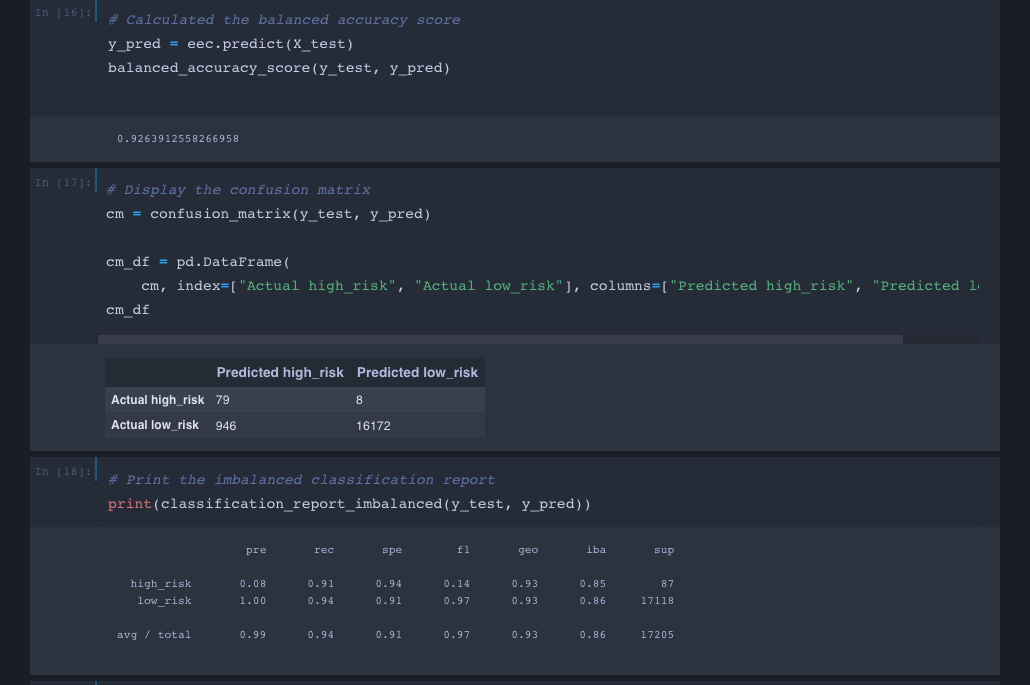 In [16]:
# Calculated the balanced accuracy score
y_pred = eec.predict(X_test)
balanced_accuracy_score(y_test, y_pred)
0.9263912558266958
In [17]:
# Display the confusion matrix
cm = confusion_matrix(y_test, y_pred)
cm_df = pd.DataFrame(
cm, index=["Actual high_risk", "Actual low_risk"], columns=["Predicted high_risk", "Predicted
cm_df
Predicted high_risk Predicted low_risk
Actual high_risk 79 8
Actual low_risk 946 16172
In [18]:
# Print the imbalanced classification report
print(classification_report_imbalanced(y_test, y_pred))
pre rec spe f1 geo iba sup
high_risk 0.08 0.91 0.94 0.14 0.93 0.85 87
low_risk 1.00 0.94 0.91 0.97 0.93 0.86 17118
avg / total 0.99 0.94 0.91 0.97 0.93 0.86 17205